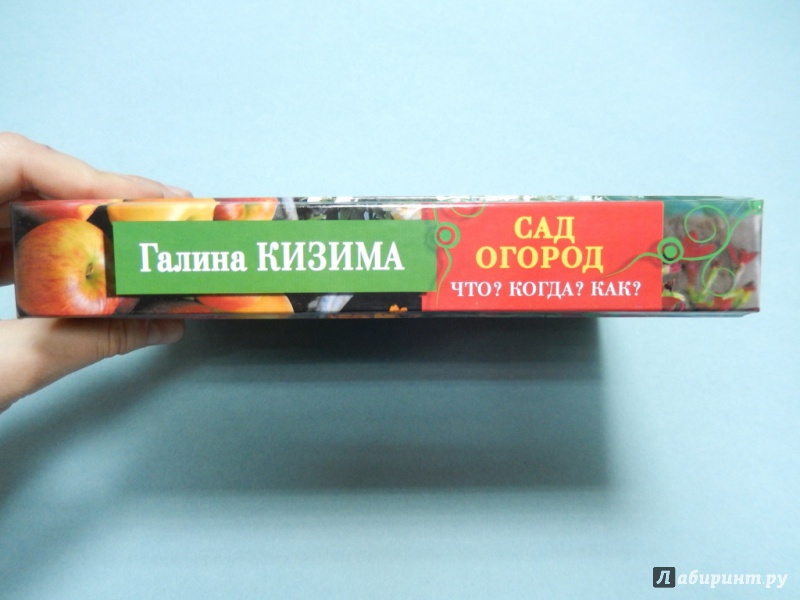 Галина КИЗИМА
САД
ОГОРОД
ЧТО? КОГДА? КАК?
Лабиринт.ру